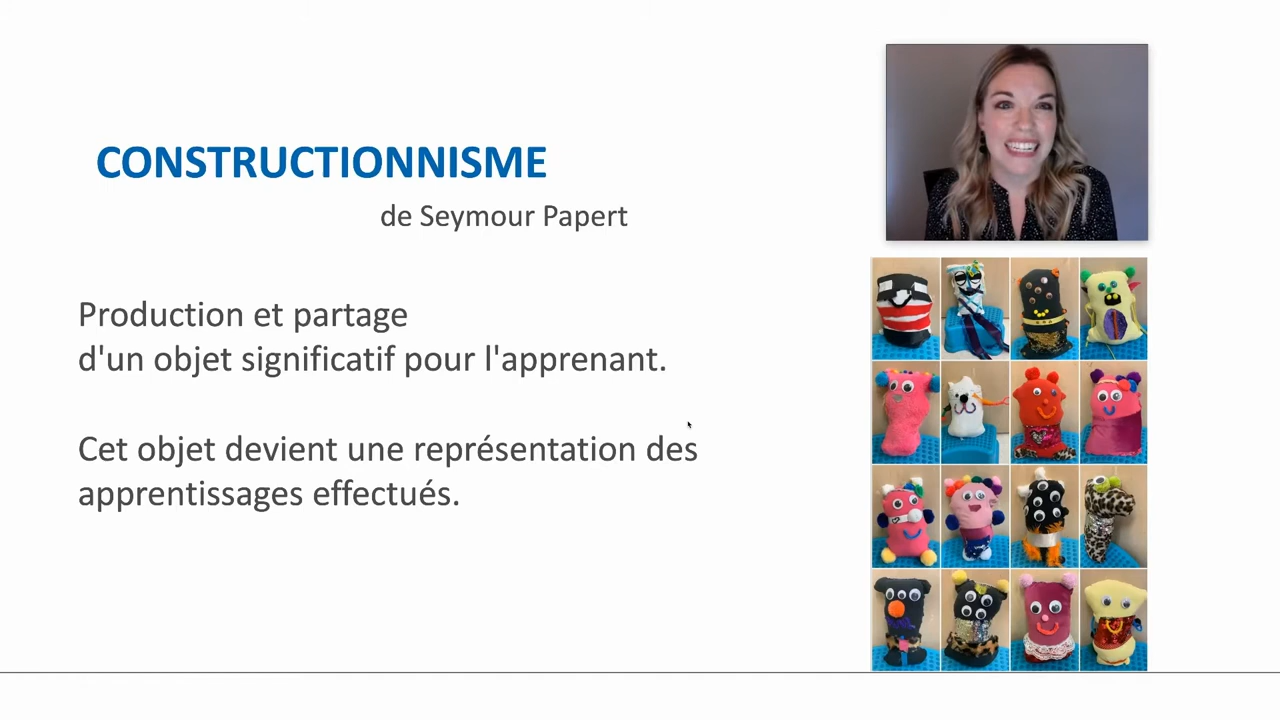 CONSTRUCTIONNISME
de Seymour Papert
Production et partage
d'un objet significatif pour l'apprenant.
Cet objet devient une représentation des
apprentissages effectués.